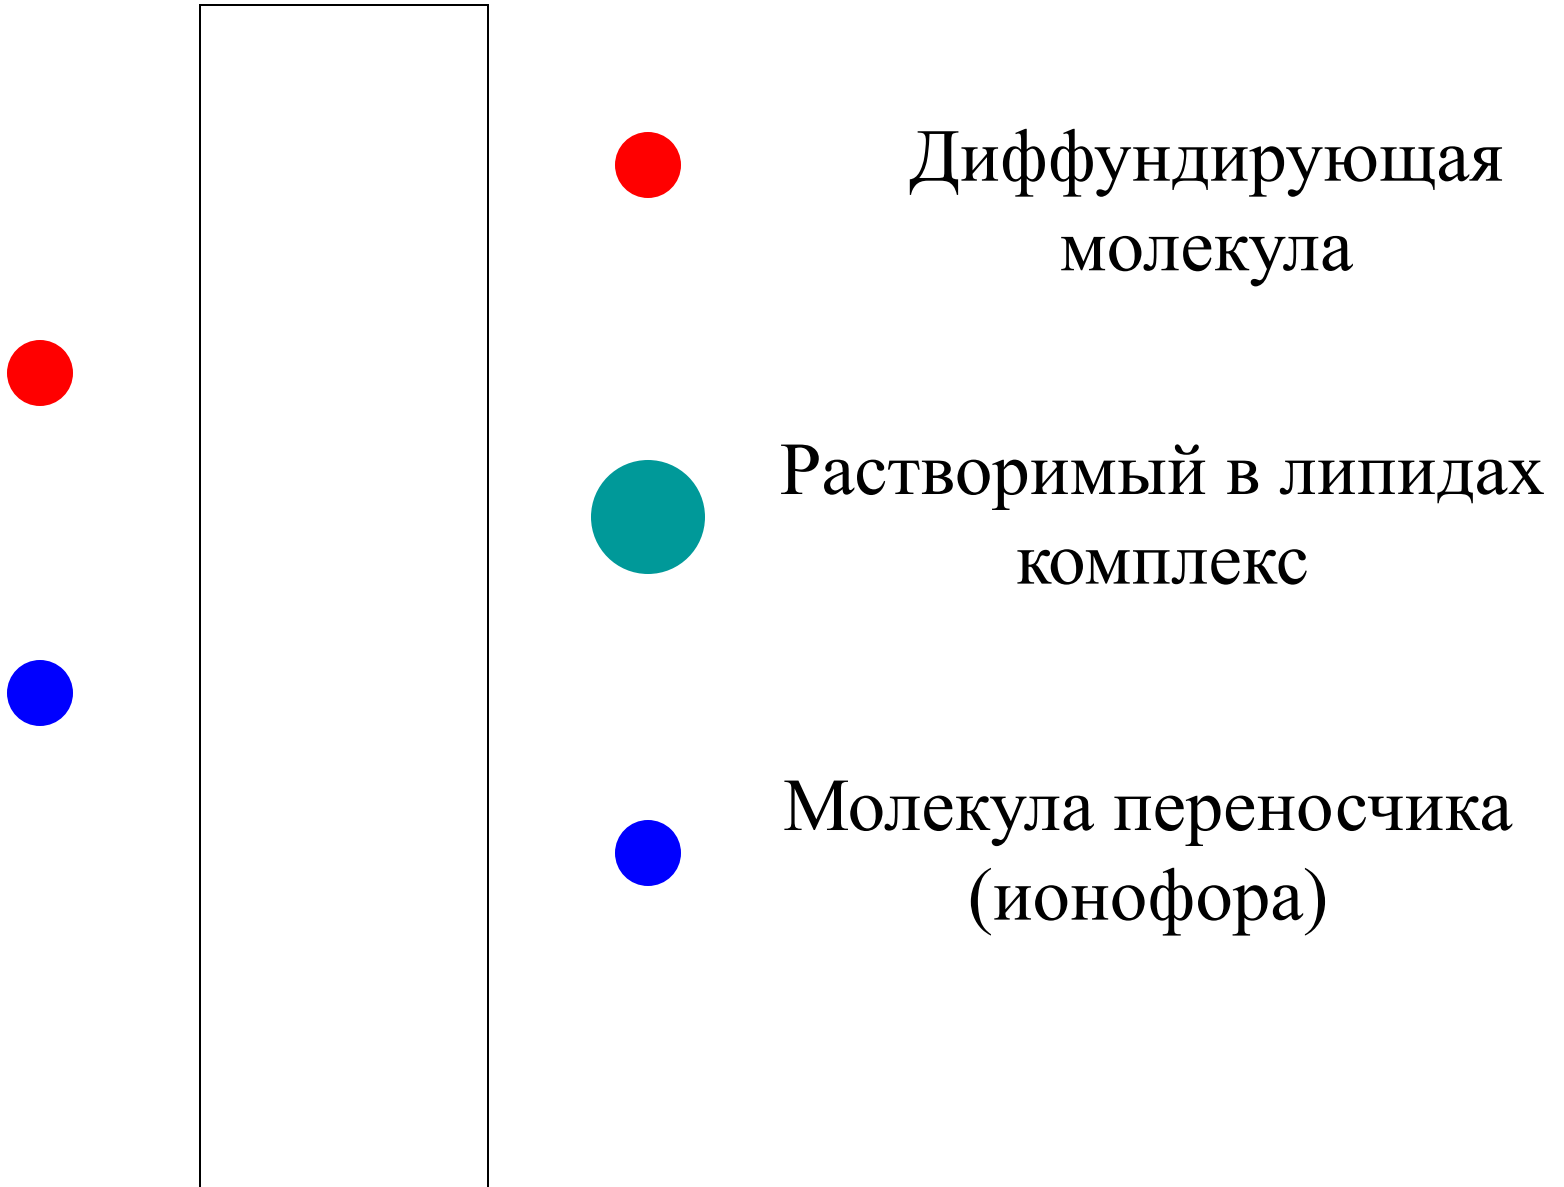 Диффундирующая
молекула
Растворимый в липидах
комплекс
Молекула переносчика
(ионофора)